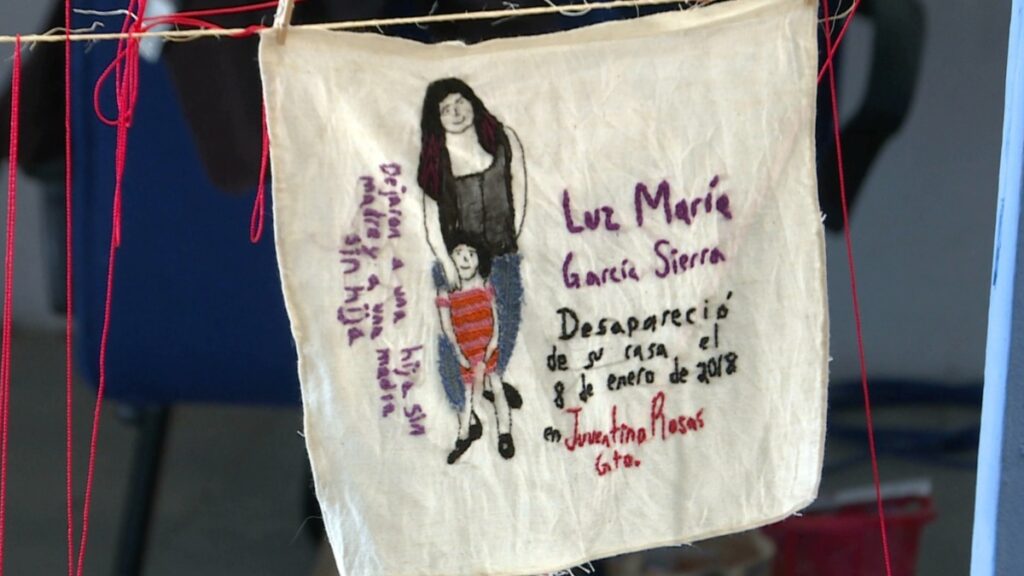 Dejaron a una hija sin
madre y a una madre
sin hija
Luz María
García Sierra
Desapareció
de su casa el
8 de enero de 2018
en Juventino Rosas
Gto.